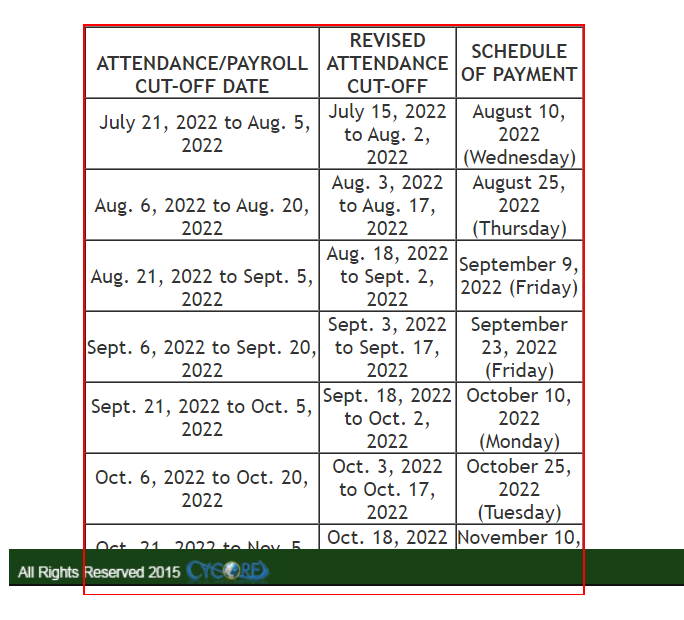 ATTENDANCE/PAYROLL
CUT-OFF DATE
REVISED
ATTENDANCE
CUT-OFF
SCHEDULE
OF PAYMENT
July 21, 2022 to Aug. 5,
2022
July 15, 2022
to Aug. 2,
2022
August 10,
2022
(Wednesday)
Aug. 6, 2022 to Aug. 20,
2022
Aug. 3, 2022
to Aug. 17,
2022
August 25,
2022
(Thursday)
Aug. 21, 2022 to Sept. 5,
2022
Aug. 18, 2022
to Sept. 2,
2022
September 9,
2022 (Friday)
Sept. 6, 2022 to Sept. 20,
2022
Sept. 3, 2022
to Sept. 17,
2022
September
23, 2022
(Friday)
Sept. 21, 2022 to Oct. 5,
2022
Sept. 18, 2022
to Oct. 2,
2022
October 10,
2022
(Monday)
Oct. 6, 2022 to Oct. 20,
2022
Oct. 3, 2022
to Oct. 17,
2022
October 25,
2022
(Tuesday)
Oct. 21, 2022 to Nov. 5,
Oct. 18, 2022
November 10,
All Rights Reserved 2015 CYCORE